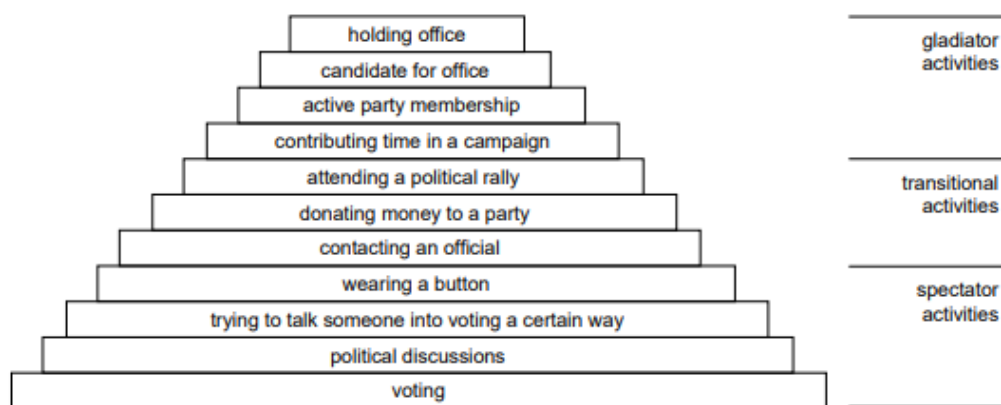 holding office
candidate for office
active party membership
contributing time in a campaign
attending a political rally
donating money to a party
contacting an official
wearing a button
trying to talk someone into voting a certain way
political discussions
voting
gladiator
activities
transitional
activities
spectator
activities